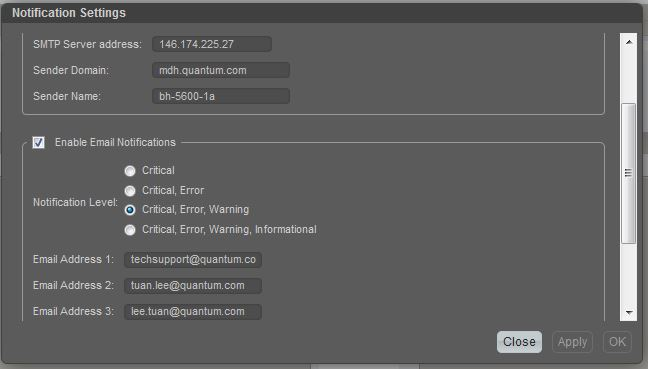 Notification Settings
SMTP Server address: 146.174.225.27
Sender Domain: mdh.quantum.com
Sender Name: bh-5600-1a
Enable Email Notifications
Critical
Critical, Error
Notification Level: Critical, Error, Warning
Critical, Error, Warning, Informational
Email Address 1: techsupport@quantum.co
Email Address 2: tuan.lee@quantum.com
Email Address 3: lee.tuan@quantum.com
Close Apply OK